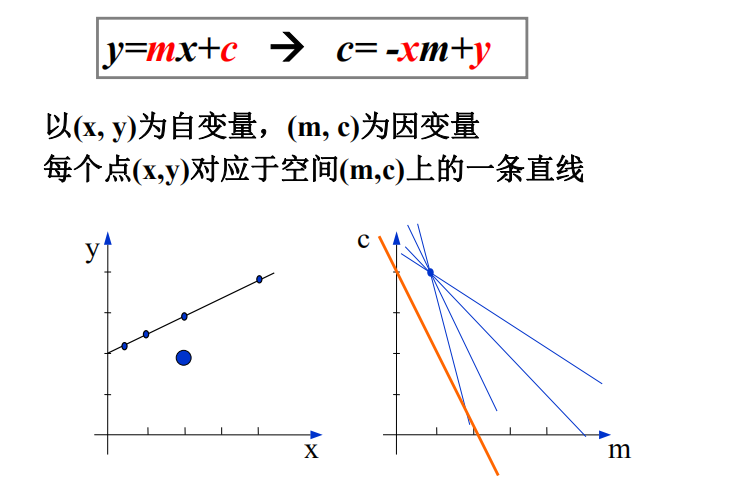 y=mx+c → c= -xm+y
以(x, y)为自变量，(m, c)为因变量
每个点(x,y)对应于空间(m,c)上的一条直线
y
c
x
m